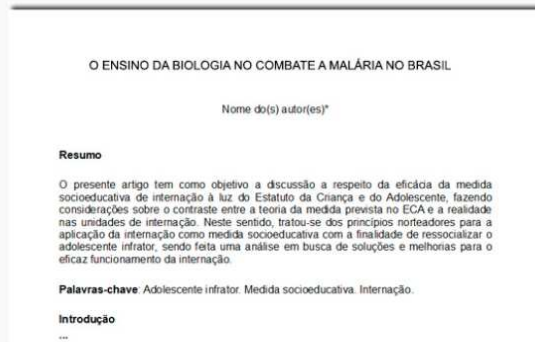 O ENSINO DA BIOLOGIA NO COMBATE A MALÁRIA NO BRASIL
Nome do(s) autor(es)*
Resumo
O presente artigo tem como objetivo a discussão a respeito da eficácia da medida
socioeducativa de internação à luz do Estatuto da Criança e do Adolescente, fazendo
considerações sobre o contraste entre a teoria da medida prevista no ECA e a realidade
nas unidades de internação. Neste sentido, tratou-se dos princípios norteadores para a
aplicação da internação como medida socioeducativa com a finalidade de ressocializar o
adolescente infrator, sendo feita uma análise em busca de soluções e melhorias para o
eficaz funcionamento da internação.
Palavras-chave: Adolescente infrator. Medida socioeducativa. Internação.
Introdução
...